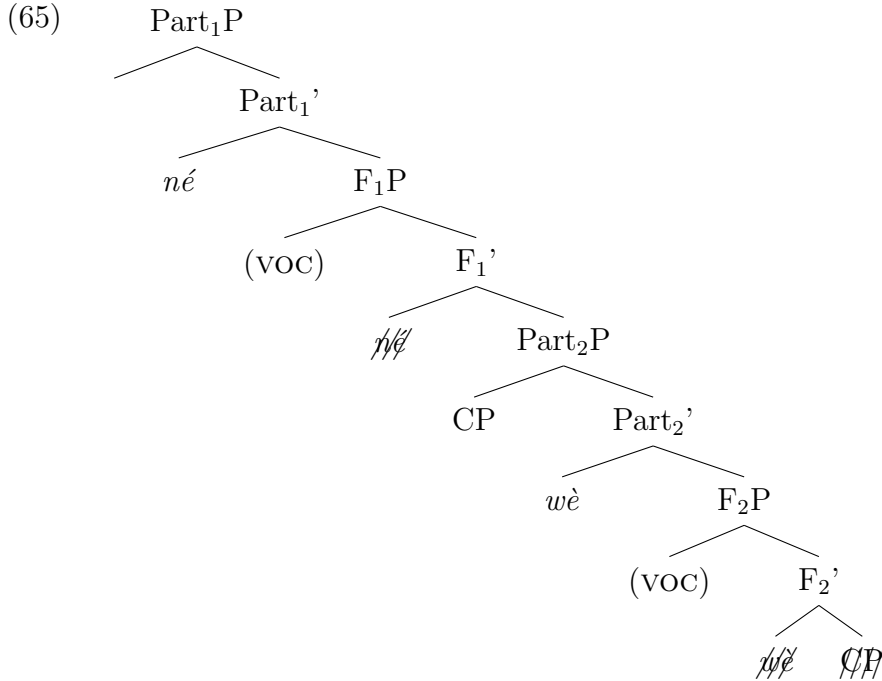 (65) Part₁P
Part₁’
né F₁P
(VOC) F₁’
né Part₂P
CP Part₂’
wè F₂P
(VOC) F₂’
wè CP